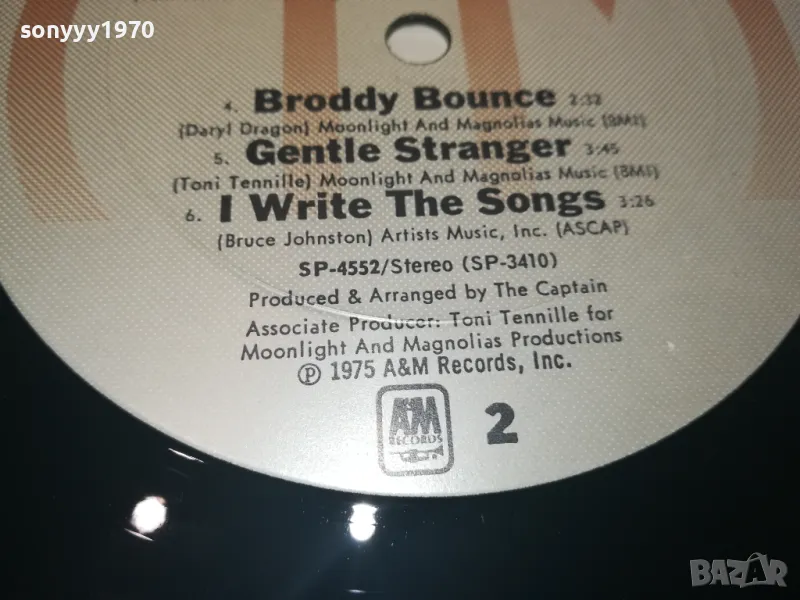 sonyyy1970
4. Broddy Bounce 2:32
(Daryl Dragon) Moonlight And Magnolias Music (BMI)
5. Gentle Stranger 3:45
(Toni Tennille) Moonlight And Magnolias Music (BMI)
6. I Write The Songs 3:26
(Bruce Johnston) Artists Music, Inc. (ASCAP)
SP-4552/Stereo (SP-3410)
Produced & Arranged by The Captain
Associate Producer: Toni Tennille for
Moonlight And Magnolias Productions
℗ 1975 A&M Records, Inc.
A&M
RECORDS
2
BAZAR